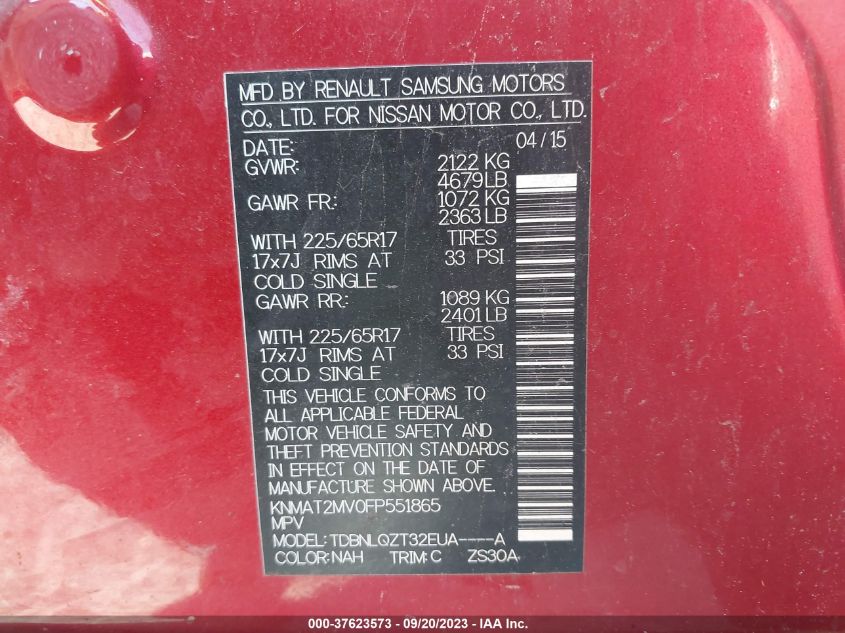 MFD BY RENAULT SAMSUNG MOTORS
CO., LTD. FOR NISSAN MOTOR CO., LTD.
DATE: 04/15
GVWR: 2122 KG
4679LB
GAWR FR.: 1072 KG
2363 LB
WITH 225/65R17 TIRES
17x7J RIMS AT 33 PSI
COLD SINGLE
GAWR RR.: 1089 KG
2401 LB
WITH 225/65R17 TIRES
17x7J RIMS AT 33 PSI
COLD SINGLE
THIS VEHICLE CONFORMS TO
ALL APPLICABLE FEDERAL
MOTOR VEHICLE SAFETY AND
THEFT PREVENTION STANDARDS
IN EFFECT ON THE DATE OF
MANUFACTURE SHOWN ABOVE.
KNMAT2MV0FP551865
MPV
MODEL: TDBNLQZT32EUA----A
COLOR: NAH TRIM: C ZS30A
000-37623573 / 09/20/2023 - IAA -